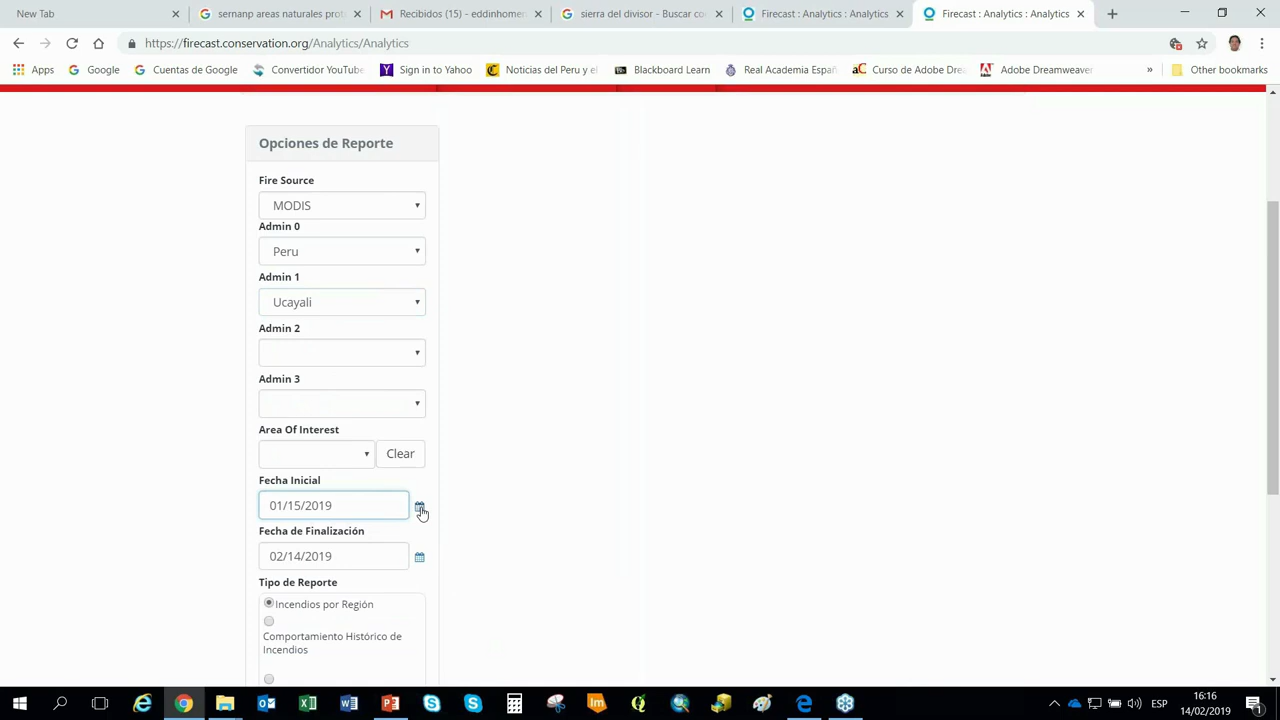 New Tab
sernanp areas naturales prot
Recibidos (15) - eddinhomen
sierra del divisor - Buscar co
Firecast : Analytics : Analytics
Firecast : Analytics : Analytics
https://firecast.conservation.org/Analytics/Analytics
Apps
Google
Cuentas de Google
Convertidor YouTube
Sign in to Yahoo
Noticias del Peru y el
Blackboard Learn
Real Academia Españ
Curso de Adobe Drea
Adobe Dreamweaver
»
Other bookmarks
Opciones de Reporte
Fire Source
MODIS
Admin 0
Peru
Admin 1
Ucayali
Admin 2
Admin 3
Area Of Interest
Clear
Fecha Inicial
01/15/2019
Fecha de Finalización
02/14/2019
Tipo de Reporte
Incendios por Región
Comportamiento Histórico de
Incendios
ESP
16:16
14/02/2019